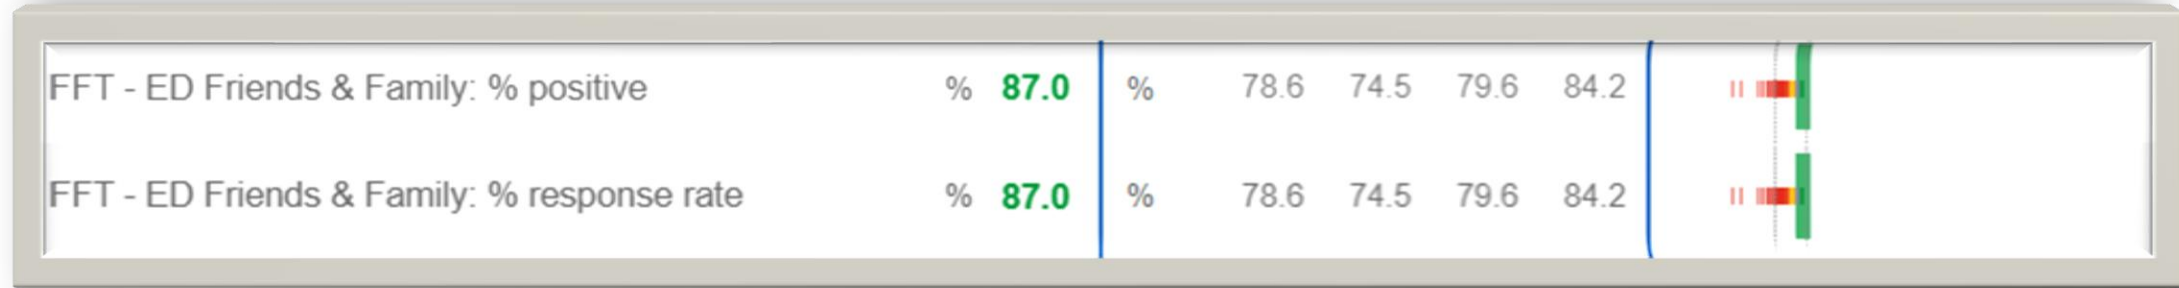 FFT - ED Friends & Family: % positive % 87.0 % 78.6 74.5 79.6 84.2
FFT - ED Friends & Family: % response rate % 87.0 % 78.6 74.5 79.6 84.2